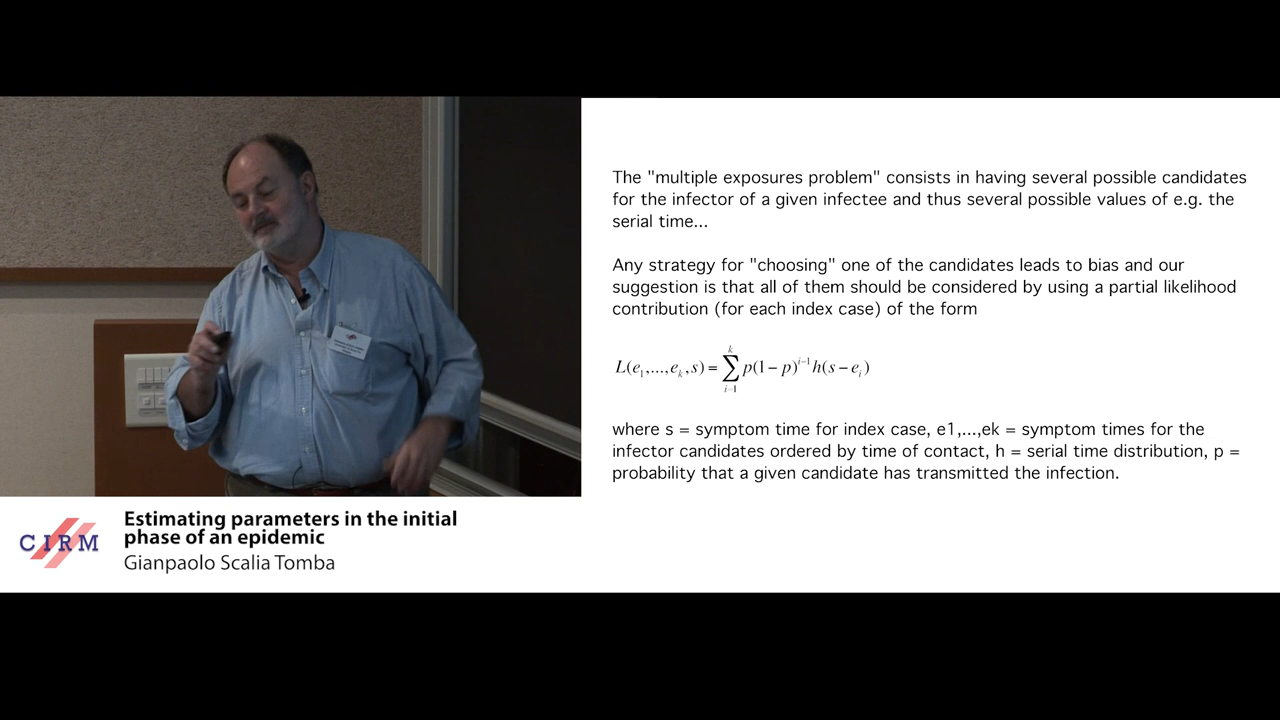 The "multiple exposures problem" consists in having several possible candidates
for the infector of a given infectee and thus several possible values of e.g. the
serial time...
Any strategy for "choosing" one of the candidates leads to bias and our
suggestion is that all of them should be considered by using a partial likelihood
contribution (for each index case) of the form
L(e₁,...,eₖ,s) = ∑ᵢ₋₁ᵏ p(1−p)ⁱ⁻¹h(s−eᵢ)
where s = symptom time for index case, e1,...,ek = symptom times for the
infector candidates ordered by time of contact, h = serial time distribution, p =
probability that a given candidate has transmitted the infection.
CIRM
Estimating parameters in the initial
phase of an epidemic
Gianpaolo Scalia Tomba